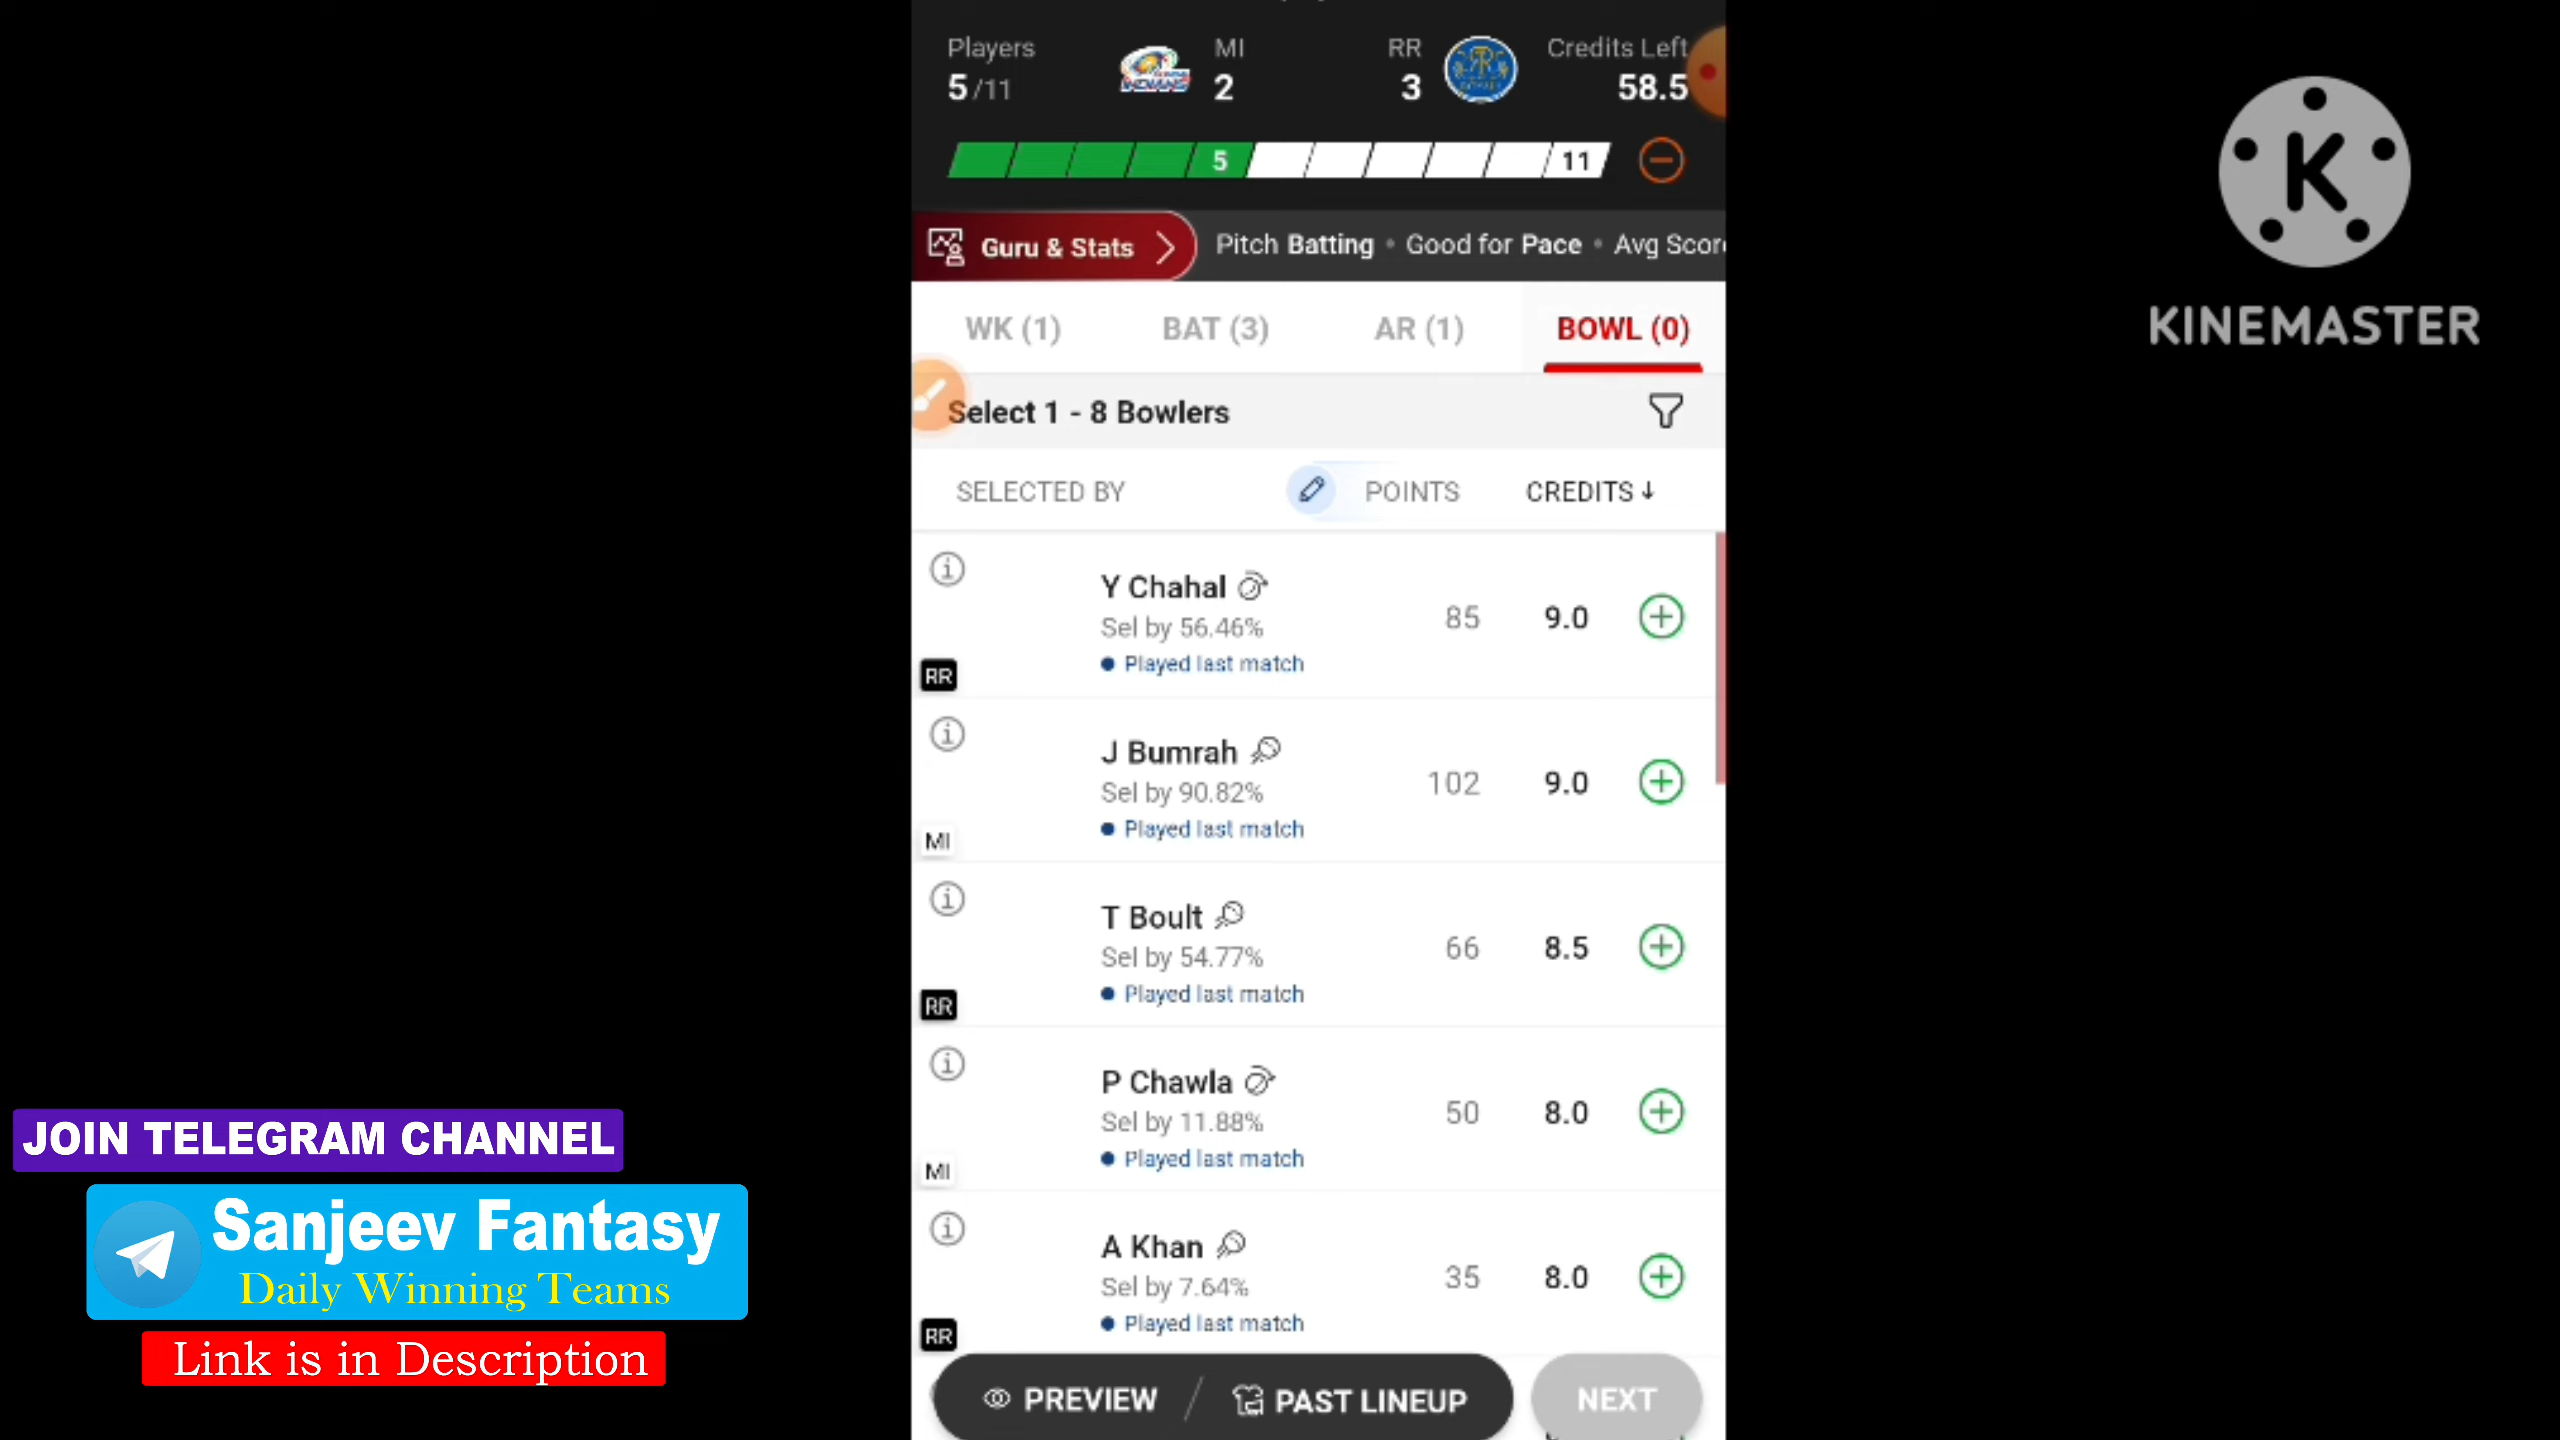 Players
MI
RR
Credits Left
5/11
2
3
58.5
5
11
Guru & Stats
Pitch Batting • Good for Pace • Avg Scor
WK (1)
BAT (3)
AR (1)
BOWL (0)
Select 1 - 8 Bowlers
SELECTED BY
POINTS
CREDITS ↓
Y Chahal
Sel by 56.46%
85
9.0
Played last match
RR
J Bumrah
Sel by 90.82%
102
9.0
Played last match
MI
T Boult
Sel by 54.77%
66
8.5
Played last match
RR
P Chawla
Sel by 11.88%
50
8.0
Played last match
MI
A Khan
Sel by 7.64%
35
8.0
Played last match
RR
PREVIEW / PAST LINEUP
NEXT
K
KINEMASTER
JOIN TELEGRAM CHANNEL
Sanjeev Fantasy
Daily Winning Teams
Link is in Description